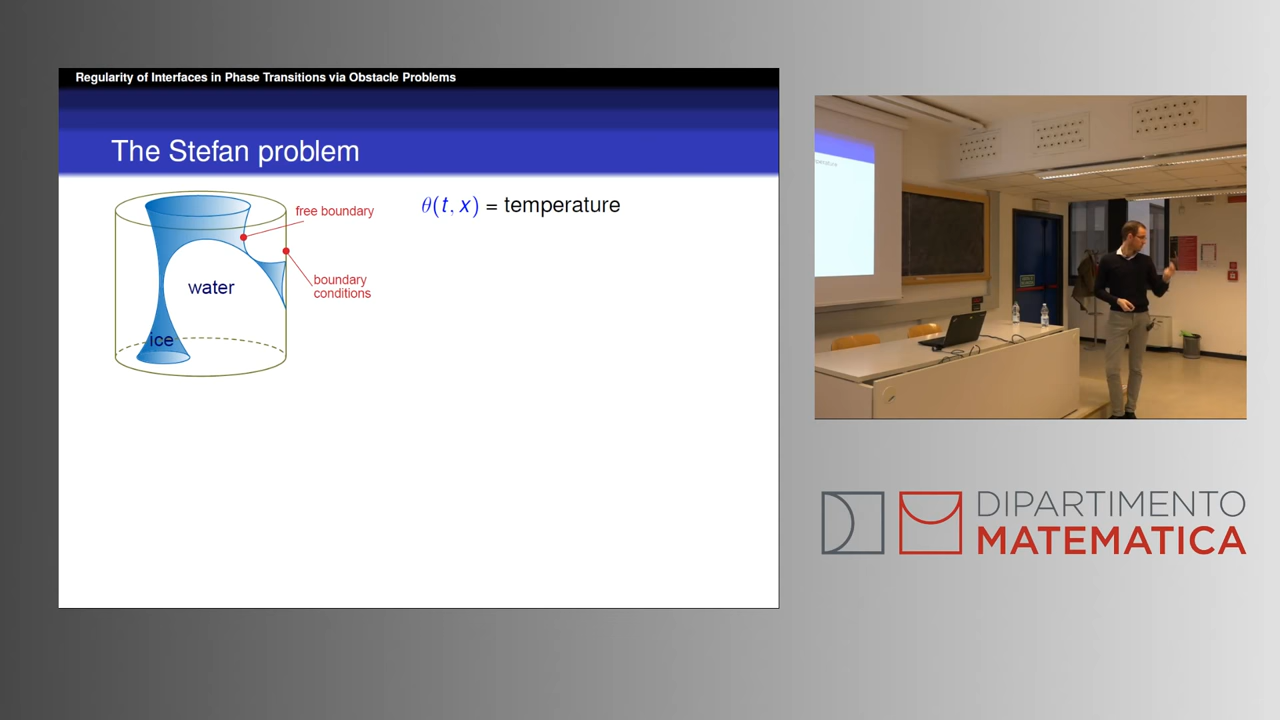 Regularity of Interfaces in Phase Transitions via Obstacle Problems
The Stefan problem
θ(t, x) = temperature
free boundary
water
boundary
conditions
ice
DIPARTIMENTO
MATEMATICA